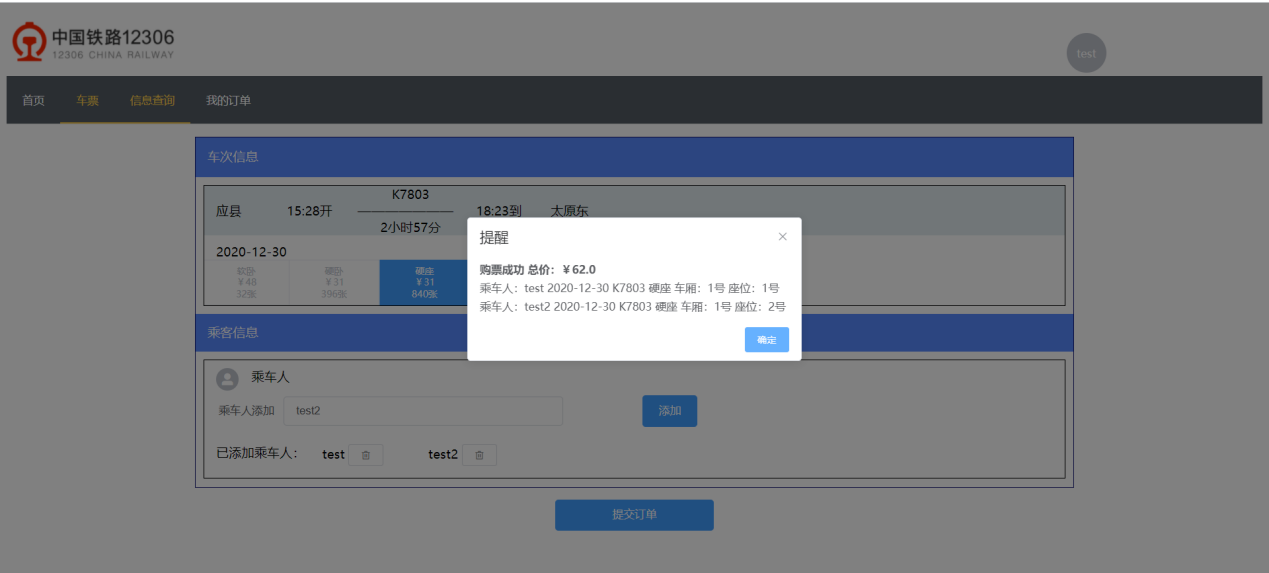 中国铁路12306
12306 CHINA RAILWAY
test
首页 车票 信息查询 我的订单
车次信息
应县 15:28开 K7803 18:23到 太原东
2小时57分
2020-12-30
软卧 硬卧 硬座
¥48 ¥31 ¥31
32张 396张 840张
提醒 ×
购票成功 总价：¥62.0
乘车人：test 2020-12-30 K7803 硬座 车厢：1号 座位：1号
乘车人：test2 2020-12-30 K7803 硬座 车厢：1号 座位：2号
确定
乘客信息
乘车人
乘车人添加 test2 添加
已添加乘车人： test test2
提交订单